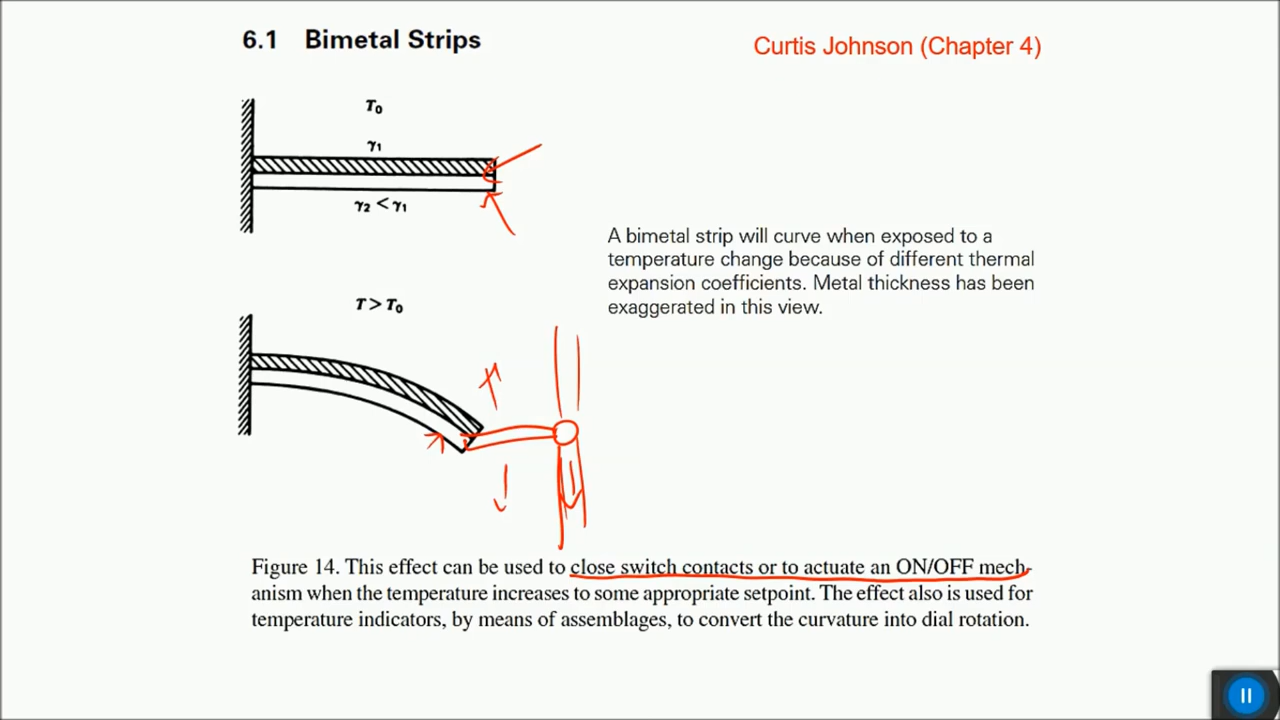 6.1 Bimetal Strips
Curtis Johnson (Chapter 4)
T₀
γ₁
γ₂ < γ₁
A bimetal strip will curve when exposed to a
temperature change because of different thermal
expansion coefficients. Metal thickness has been
exaggerated in this view.
T > T₀
Figure 14. This effect can be used to close switch contacts or to actuate an ON/OFF mech-
anism when the temperature increases to some appropriate setpoint. The effect also is used for
temperature indicators, by means of assemblages, to convert the curvature into dial rotation.